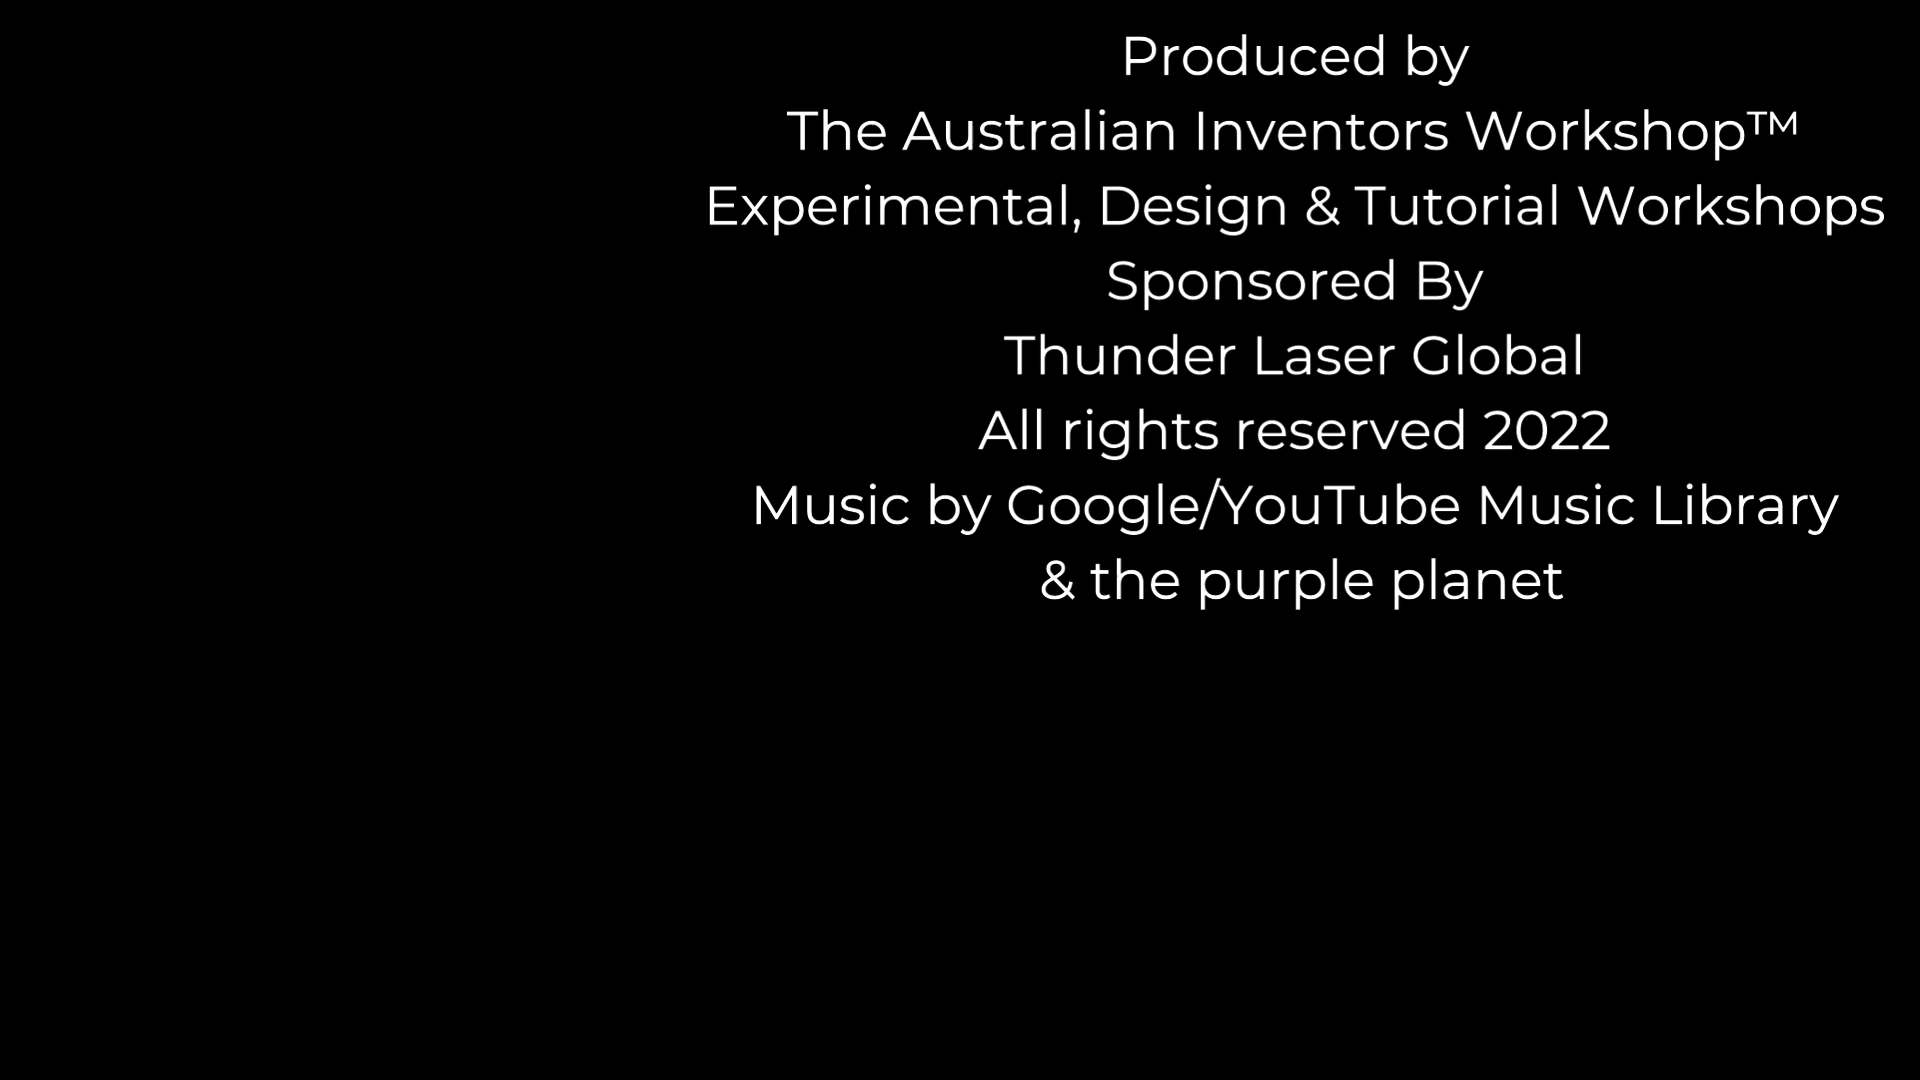 Produced by
The Australian Inventors Workshop™
Experimental, Design & Tutorial Workshops
Sponsored By
Thunder Laser Global
All rights reserved 2022
Music by Google/YouTube Music Library
& the purple planet